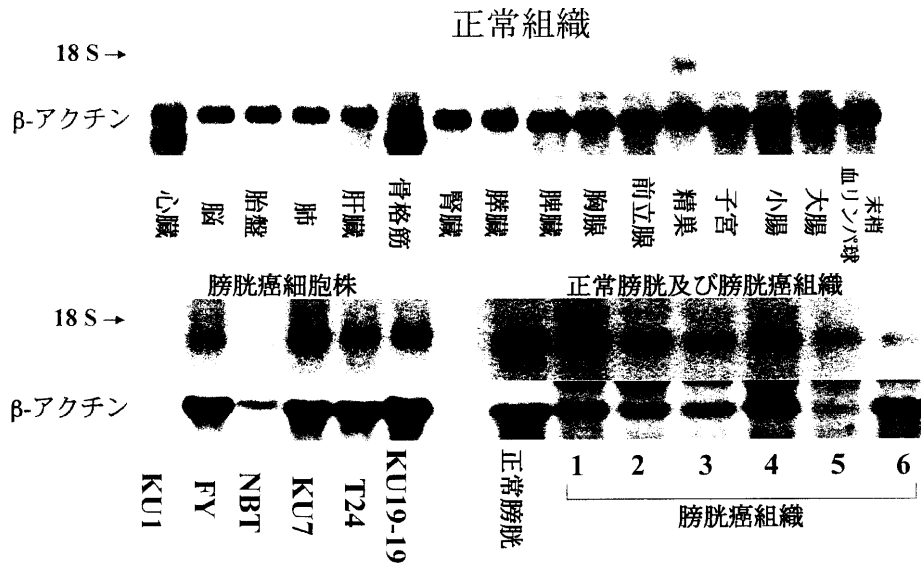 正常組織
18 S→
β-アクチン
心臓
脳
胎盤
肺
肝臓
骨格筋
腎臓
膵臓
脾臓
胸腺
前立腺
精巣
子宮
小腸
大腸
末梢
血リンパ球
膀胱癌細胞株
正常膀胱及び膀胱癌組織
18 S→
β-アクチン
KU1
FY
NBT
KU7
T24
KU19-19
正常膀胱
1 2 3 4 5 6
膀胱癌組織